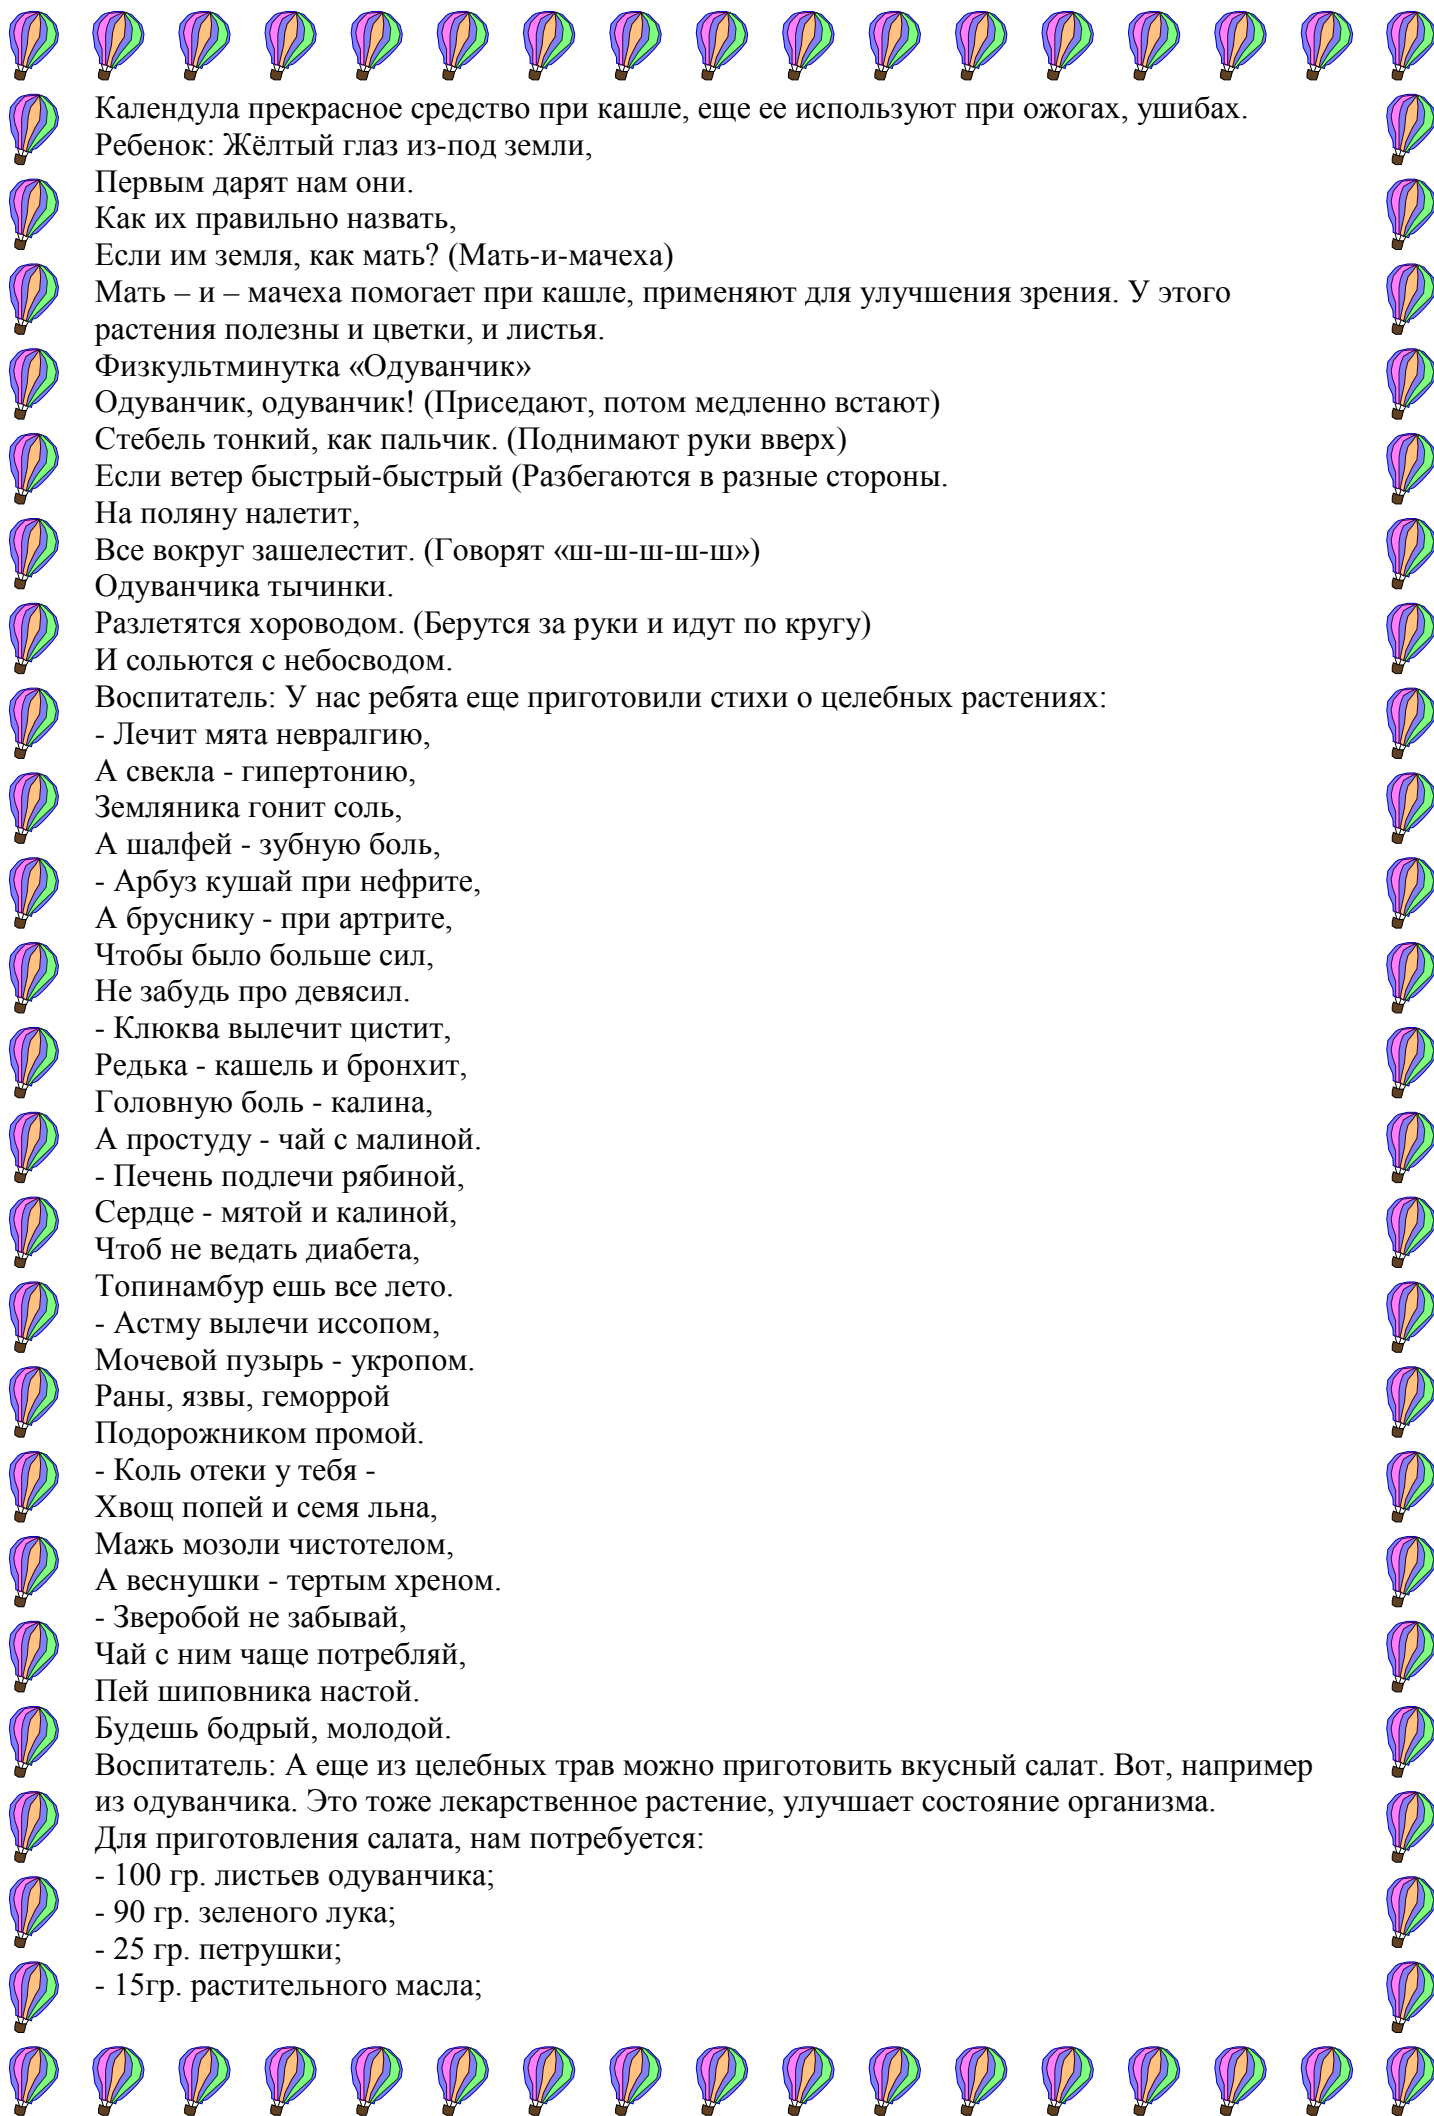 Календула прекрасное средство при кашле, еще ее используют при ожогах, ушибах.
Ребенок: Жёлтый глаз из-под земли,
Первым дарят нам они.
Как их правильно назвать,
Если им земля, как мать? (Мать-и-мачеха)
Мать – и – мачеха помогает при кашле, применяют для улучшения зрения. У этого
растения полезны и цветки, и листья.
Физкультминутка «Одуванчик»
Одуванчик, одуванчик! (Приседают, потом медленно встают)
Стебель тонкий, как пальчик. (Поднимают руки вверх)
Если ветер быстрый-быстрый (Разбегаются в разные стороны.
На поляну налетит,
Все вокруг зашелестит. (Говорят «ш-ш-ш-ш-ш»)
Одуванчика тычинки.
Разлетятся хороводом. (Берутся за руки и идут по кругу)
И сольются с небосводом.
Воспитатель: У нас ребята еще приготовили стихи о целебных растениях:
- Лечит мята невралгию,
А свекла - гипертонию,
Земляника гонит соль,
А шалфей - зубную боль,
- Арбуз кушай при нефрите,
А бруснику - при артрите,
Чтобы было больше сил,
Не забудь про девясил.
- Клюква вылечит цистит,
Редька - кашель и бронхит,
Головную боль - калина,
А простуду - чай с малиной.
- Печень подлечи рябиной,
Сердце - мятой и калиной,
Чтоб не ведать диабета,
Топинамбур ешь все лето.
- Астму вылечи иссопом,
Мочевой пузырь - укропом.
Раны, язвы, геморрой
Подорожником промой.
- Коль отеки у тебя -
Хвощ попей и семя льна,
Мажь мозоли чистотелом,
А веснушки - тертым хреном.
- Зверобой не забывай,
Чай с ним чаще потребляй,
Пей шиповника настой.
Будешь бодрый, молодой.
Воспитатель: А еще из целебных трав можно приготовить вкусный салат. Вот, например
из одуванчика. Это тоже лекарственное растение, улучшает состояние организма.
Для приготовления салата, нам потребуется:
- 100 гр. листьев одуванчика;
- 90 гр. зеленого лука;
- 25 гр. петрушки;
- 15гр. растительного масла;